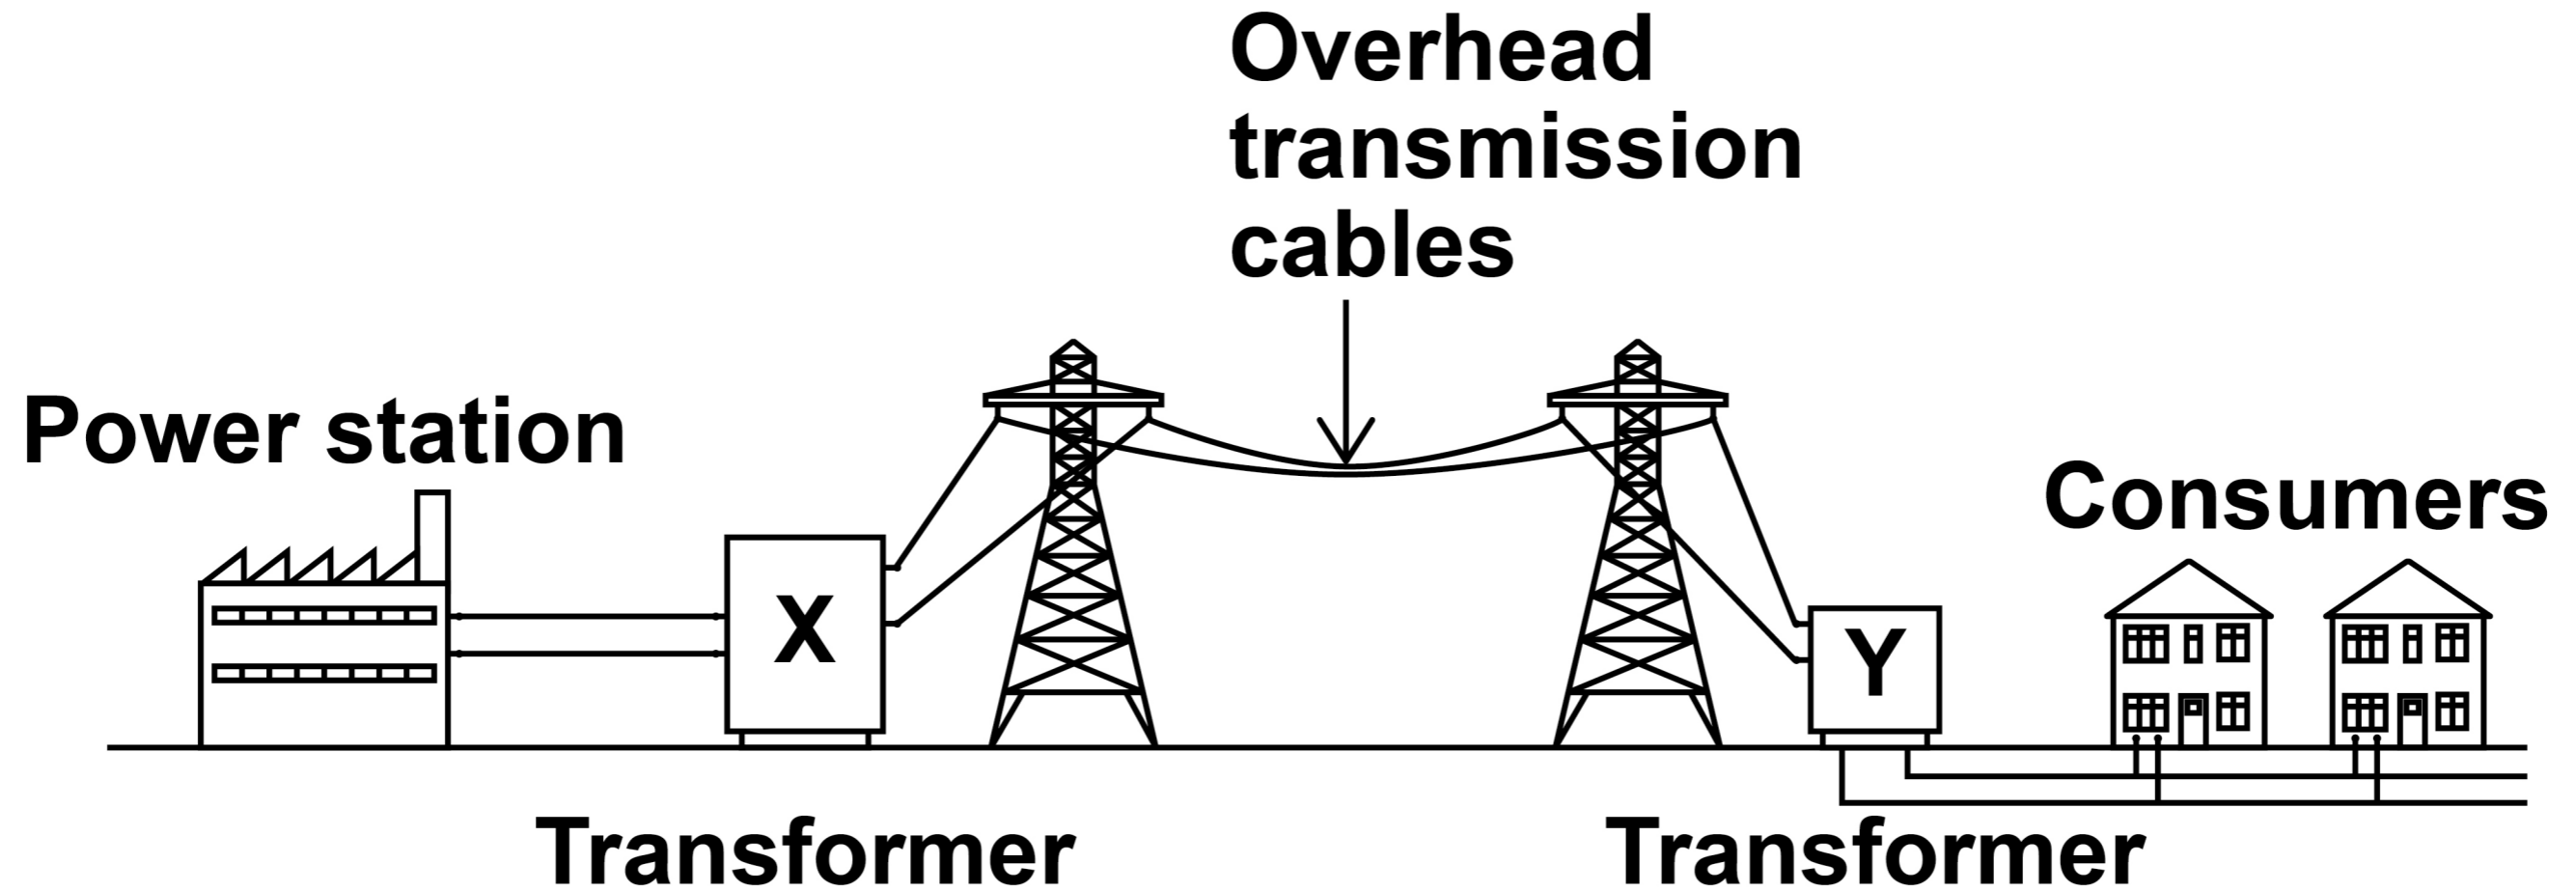 Overhead
transmission
cables
Power station
Consumers
X
Y
Transformer
Transformer